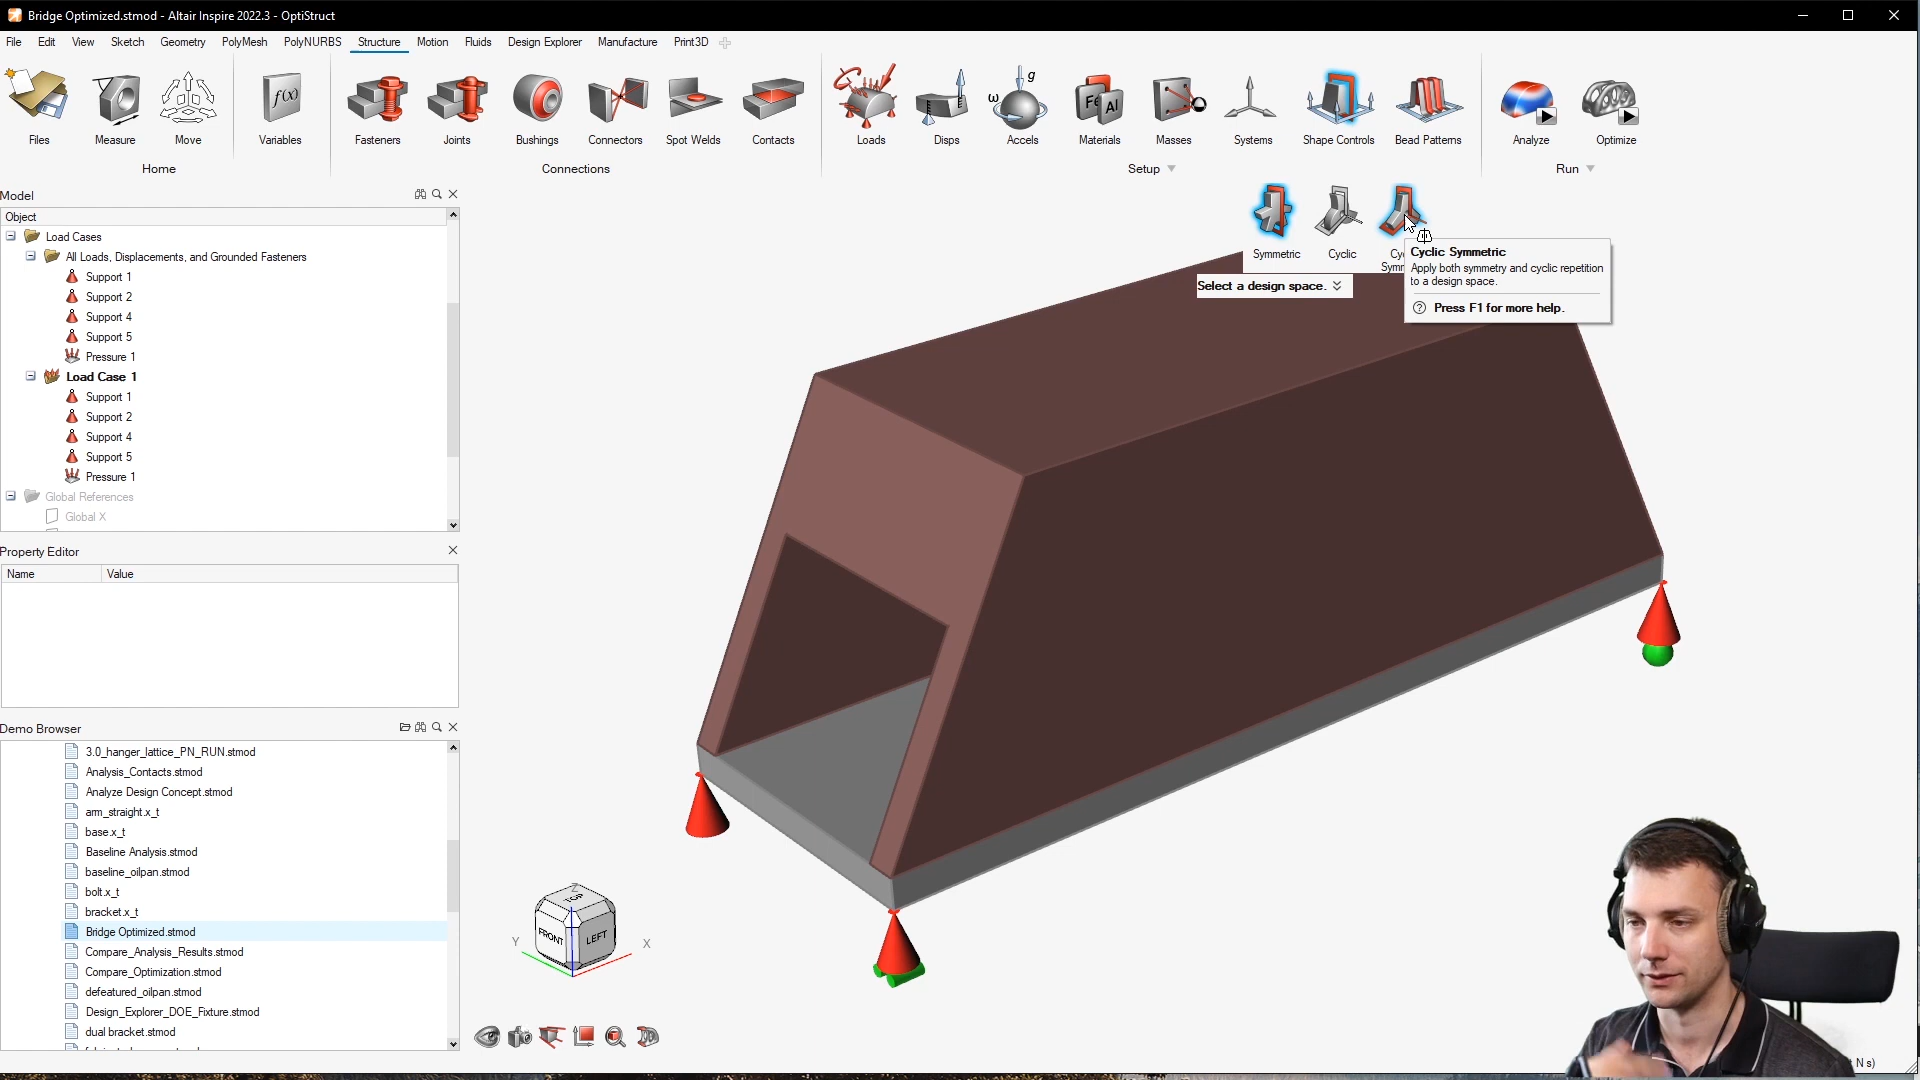 Bridge Optimized.stmod - Altair Inspire 2022.3 - OptiStruct
File Edit View Sketch Geometry PolyMesh PolyNURBS Structure Motion Fluids Design Explorer Manufacture Print3D
f(x) g ω Fe Al
Files Measure Move Variables Fasteners Joints Bushings Connectors Spot Welds Contacts Loads Disps Accels Materials Masses Systems Shape Controls Bead Patterns Analyze Optimize
Home Connections Setup Run
Model
Object
Load Cases
All Loads, Displacements, and Grounded Fasteners
Support 1
Support 2
Support 4
Support 5
Pressure 1
Load Case 1
Support 1
Support 2
Support 4
Support 5
Pressure 1
Global References
Global X
Symmetric Cyclic
Select a design space.
Cyclic Symmetric
Apply both symmetry and cyclic repetition
to a design space.
Press F1 for more help.
Property Editor
Name Value
Demo Browser
3.0_hanger_lattice_PN_RUN.stmod
Analysis_Contacts.stmod
Analyze Design Concept.stmod
arm_straight.x_t
base.x_t
Baseline Analysis.stmod
baseline_oilpan.stmod
bolt.x_t
bracket.x_t
Bridge Optimized.stmod
Compare_Analysis_Results.stmod
Compare_Optimization.stmod
defeatured_oilpan.stmod
Design_Explorer_DOE_Fixture.stmod
dual bracket.stmod
Z
TOP
FRONT LEFT
Y X
N s)